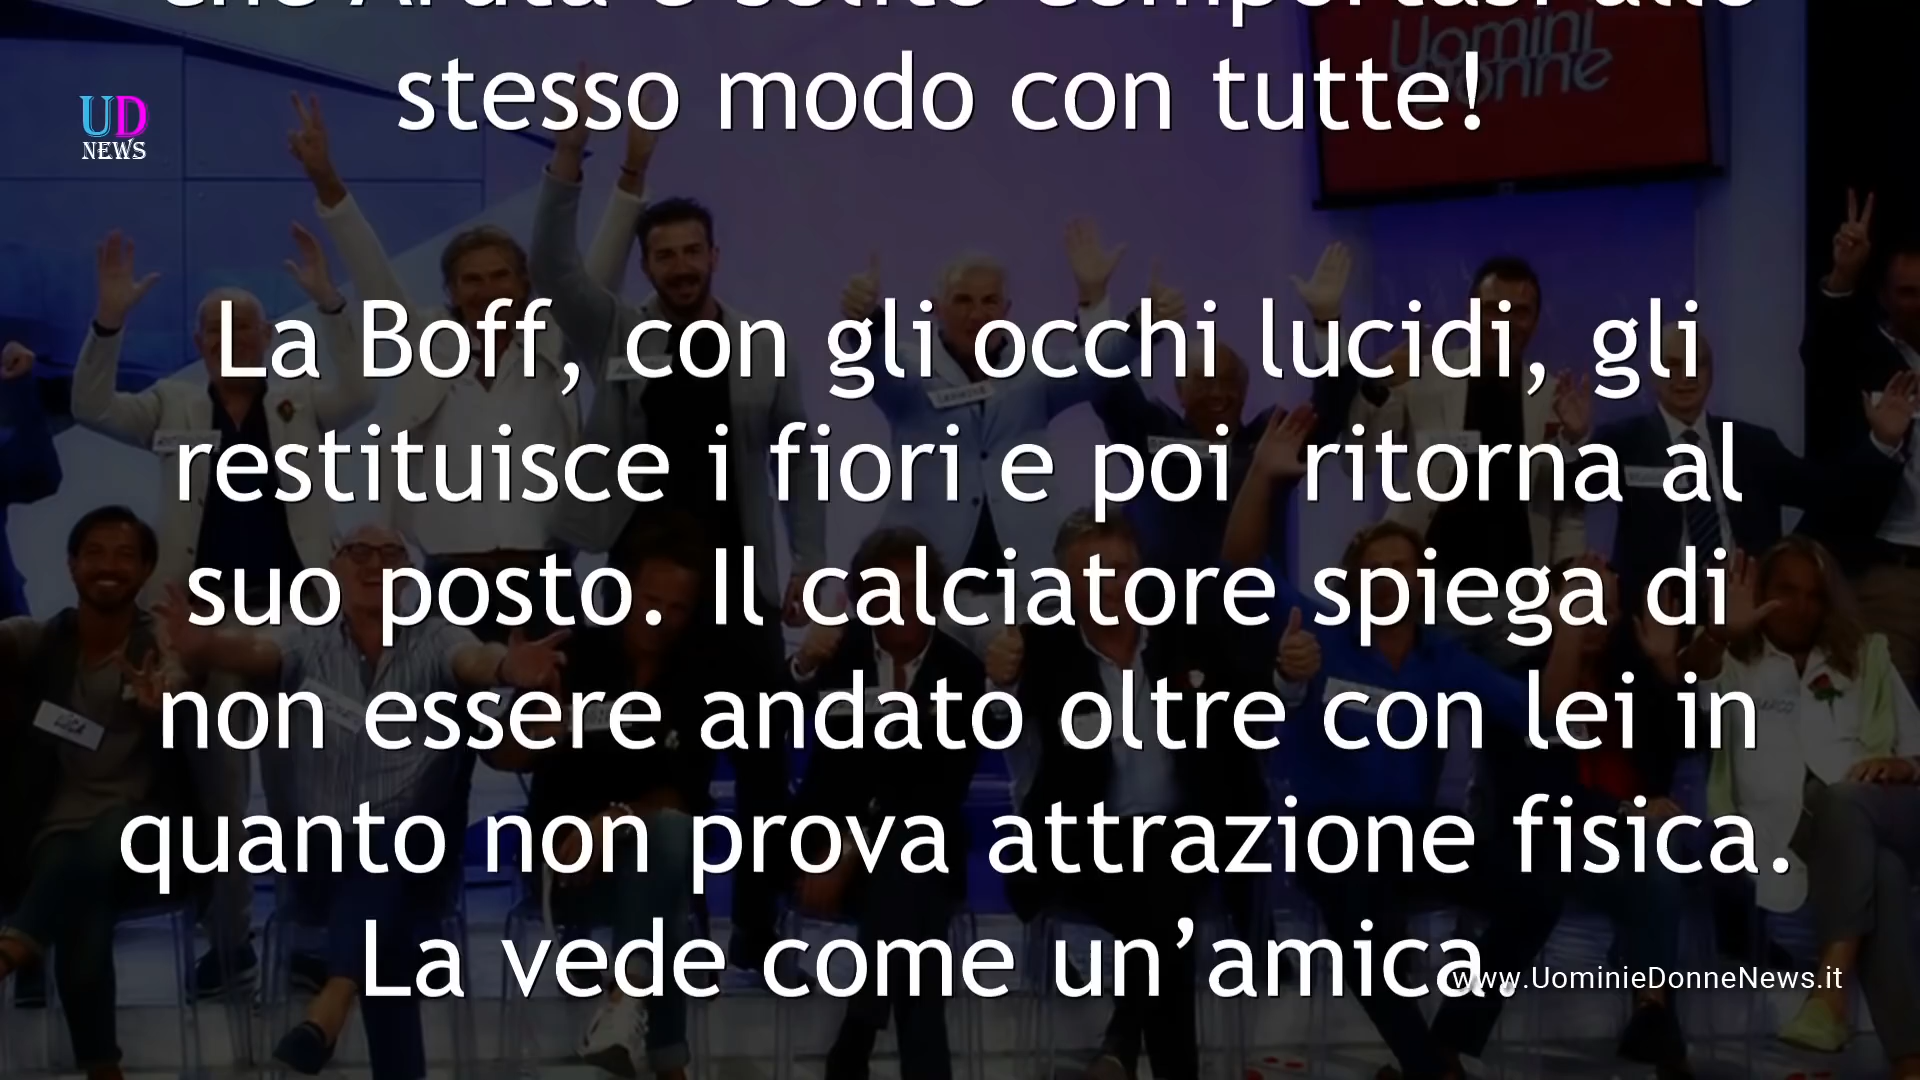 stesso modo con tutte!
Uomini
Donne
UD
NEWS
La Boff, con gli occhi lucidi, gli
restituisce i fiori e poi ritorna al
suo posto. Il calciatore spiega di
non essere andato oltre con lei in
quanto non prova attrazione fisica.
La vede come un’amica.
www.UominieDonneNews.it